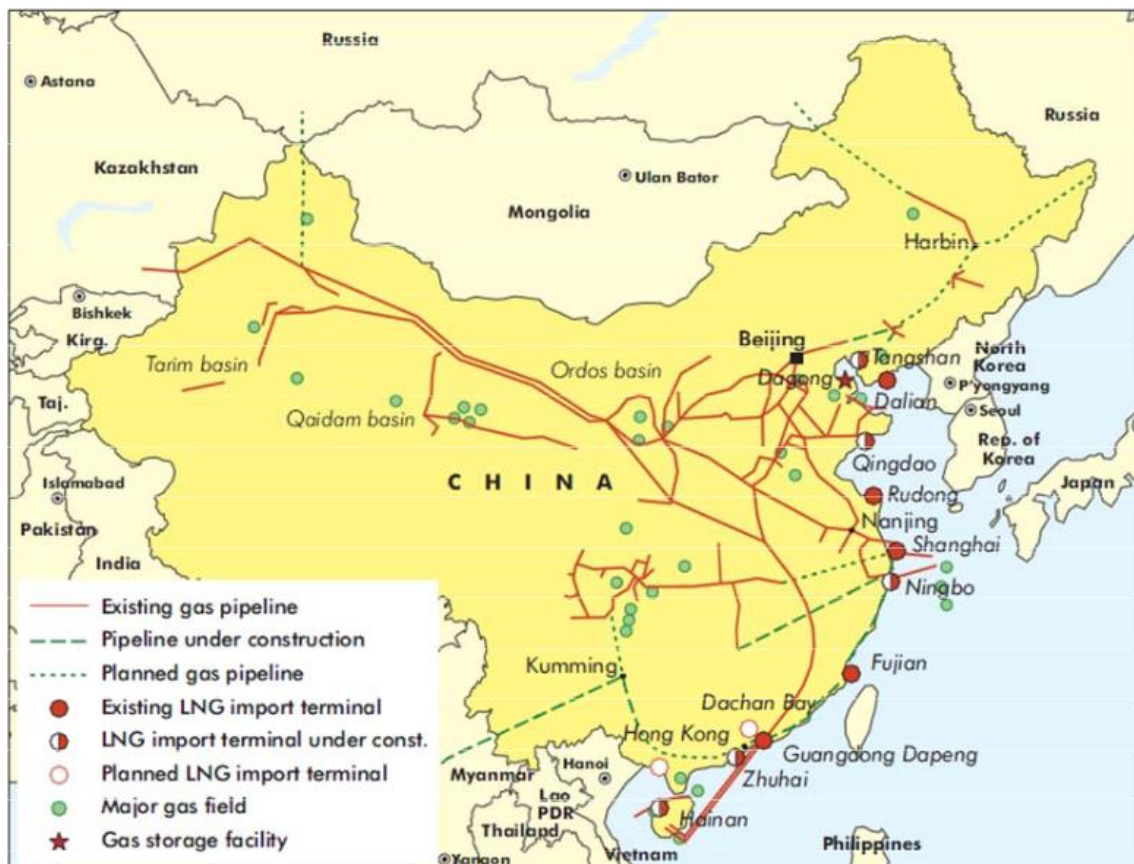 Russia
Astana
Russia
Kazakhstan
Ulan Bator
Mongolia
Harbin
Bishkek
Kirg.
Tarim basin
Ordos basin
Beijing
Tangshan
North
Korea
P'yongyang
Dagong
Dalian
Seoul
Taj.
Qaidam basin
Rep. of
Korea
CHINA
Qingdao
Japan
Islamabad
Pakistan
Rudong
Nanjing
Shanghai
India
Ningbo
Existing gas pipeline
Pipeline under construction
Planned gas pipeline
Existing LNG import terminal
LNG import terminal under const.
Planned LNG import terminal
Major gas field
Gas storage facility
Kumming
Fujian
Dachan Bay
Hong Kong
Guangdong Dapeng
Zhuhai
Myanmar
Hanoi
Lao
PDR
Hainan
Thailand
Vietnam
Philippines
Yangon